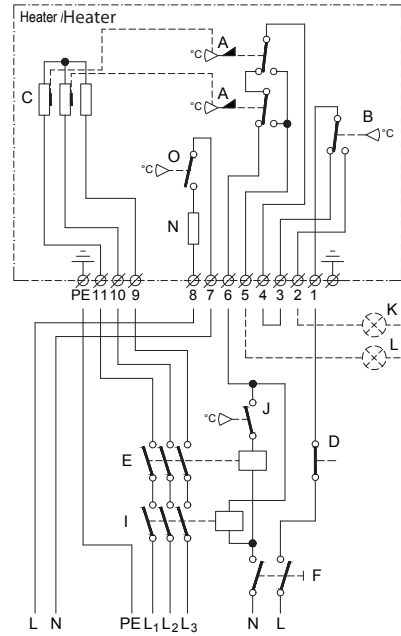 Heater /Heater
°C A
°C A
C
B
°C
O
°C
N
PE 11 10 9 8 7 6 5 4 3 2 1
K
L
°C J
E D
I
F
L N PE L₁ L₂ L₃ N L